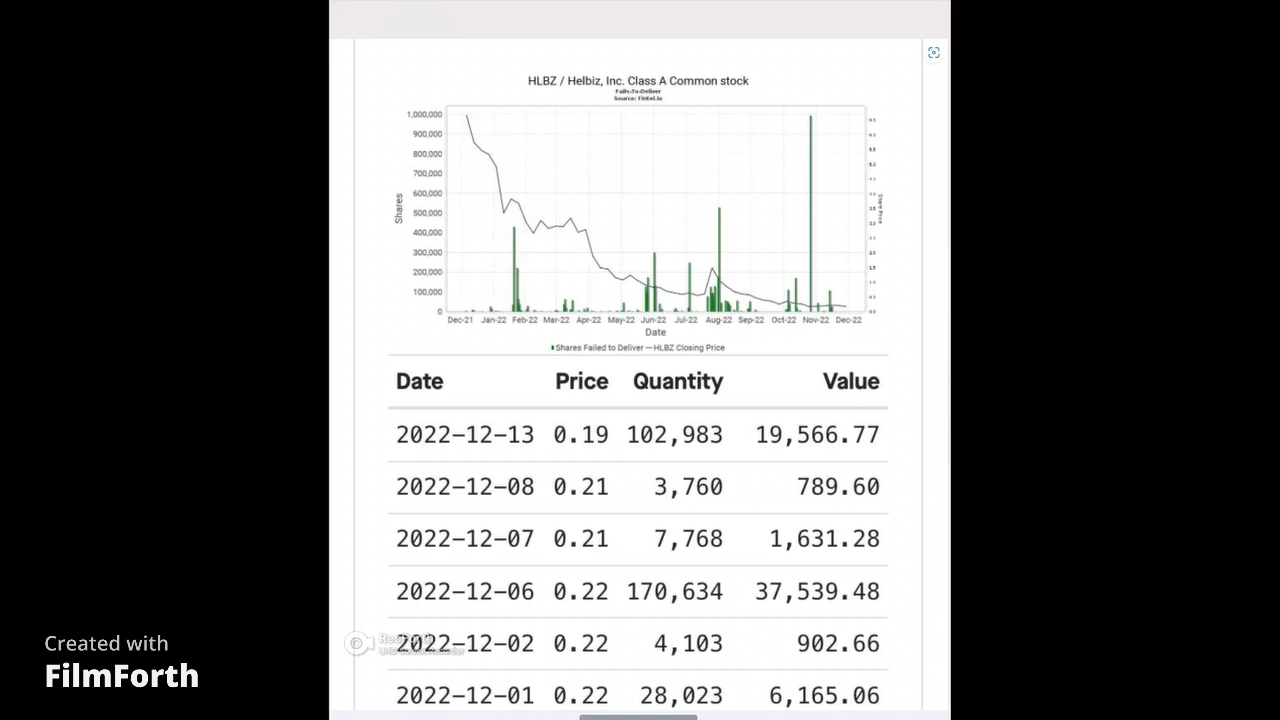 HLBZ / Helbiz, Inc. Class A Common stock
Fails-To-Deliver
Source: Fintel.io
1,000,000
900,000
800,000
700,000
600,000
500,000
400,000
300,000
200,000
100,000
0
Shares
Share Price
Dec-21 Jan-22 Feb-22 Mar-22 Apr-22 May-22 Jun-22 Jul-22 Aug-22 Sep-22 Oct-22 Nov-22 Dec-22
Date
Shares Failed to Deliver — HLBZ Closing Price
Date Price Quantity Value
2022-12-13 0.19 102,983 19,566.77
2022-12-08 0.21 3,760 789.60
2022-12-07 0.21 7,768 1,631.28
2022-12-06 0.22 170,634 37,539.48
2022-12-02 0.22 4,103 902.66
2022-12-01 0.22 28,023 6,165.06
Created with
FilmForth